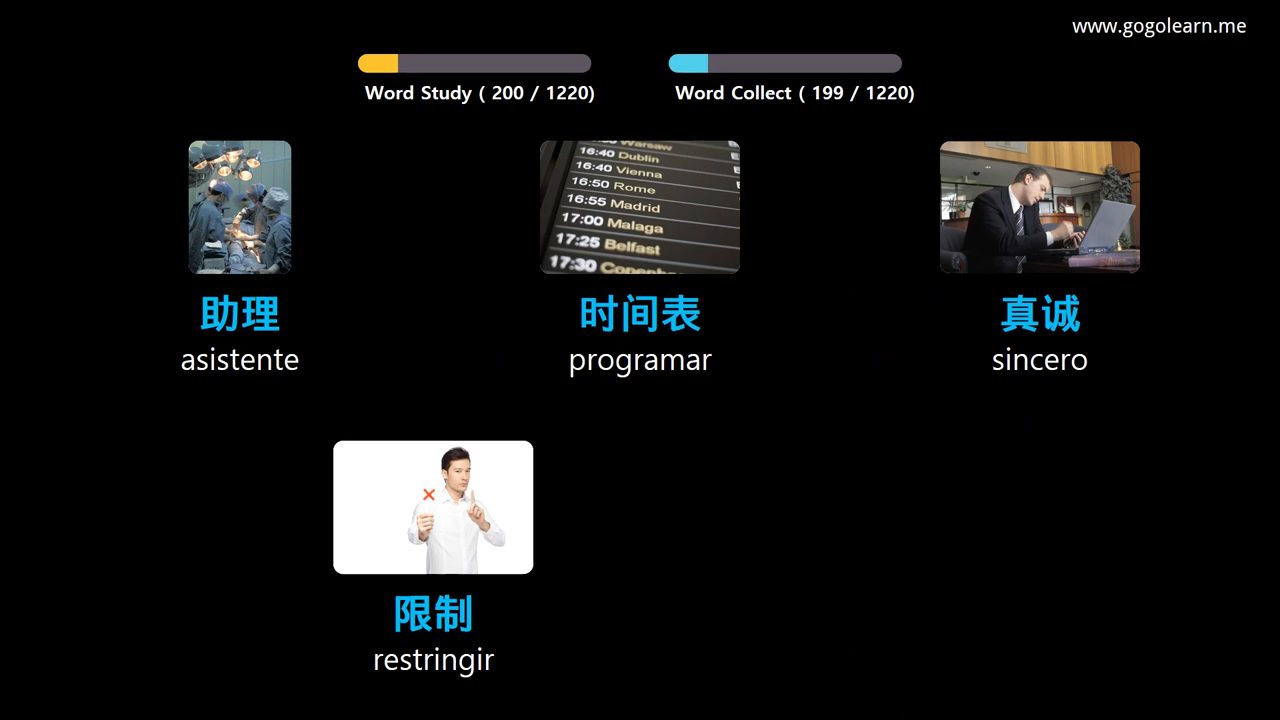 www.gogolearn.me
Word Study ( 200 / 1220)
Word Collect ( 199 / 1220)
Warsaw
16:40 Dublin
16:40 Vienna
16:50 Rome
16:55 Madrid
17:00 Malaga
17:25 Belfast
17:30
助理
asistente
时间表
programar
真诚
sincero
限制
restringir